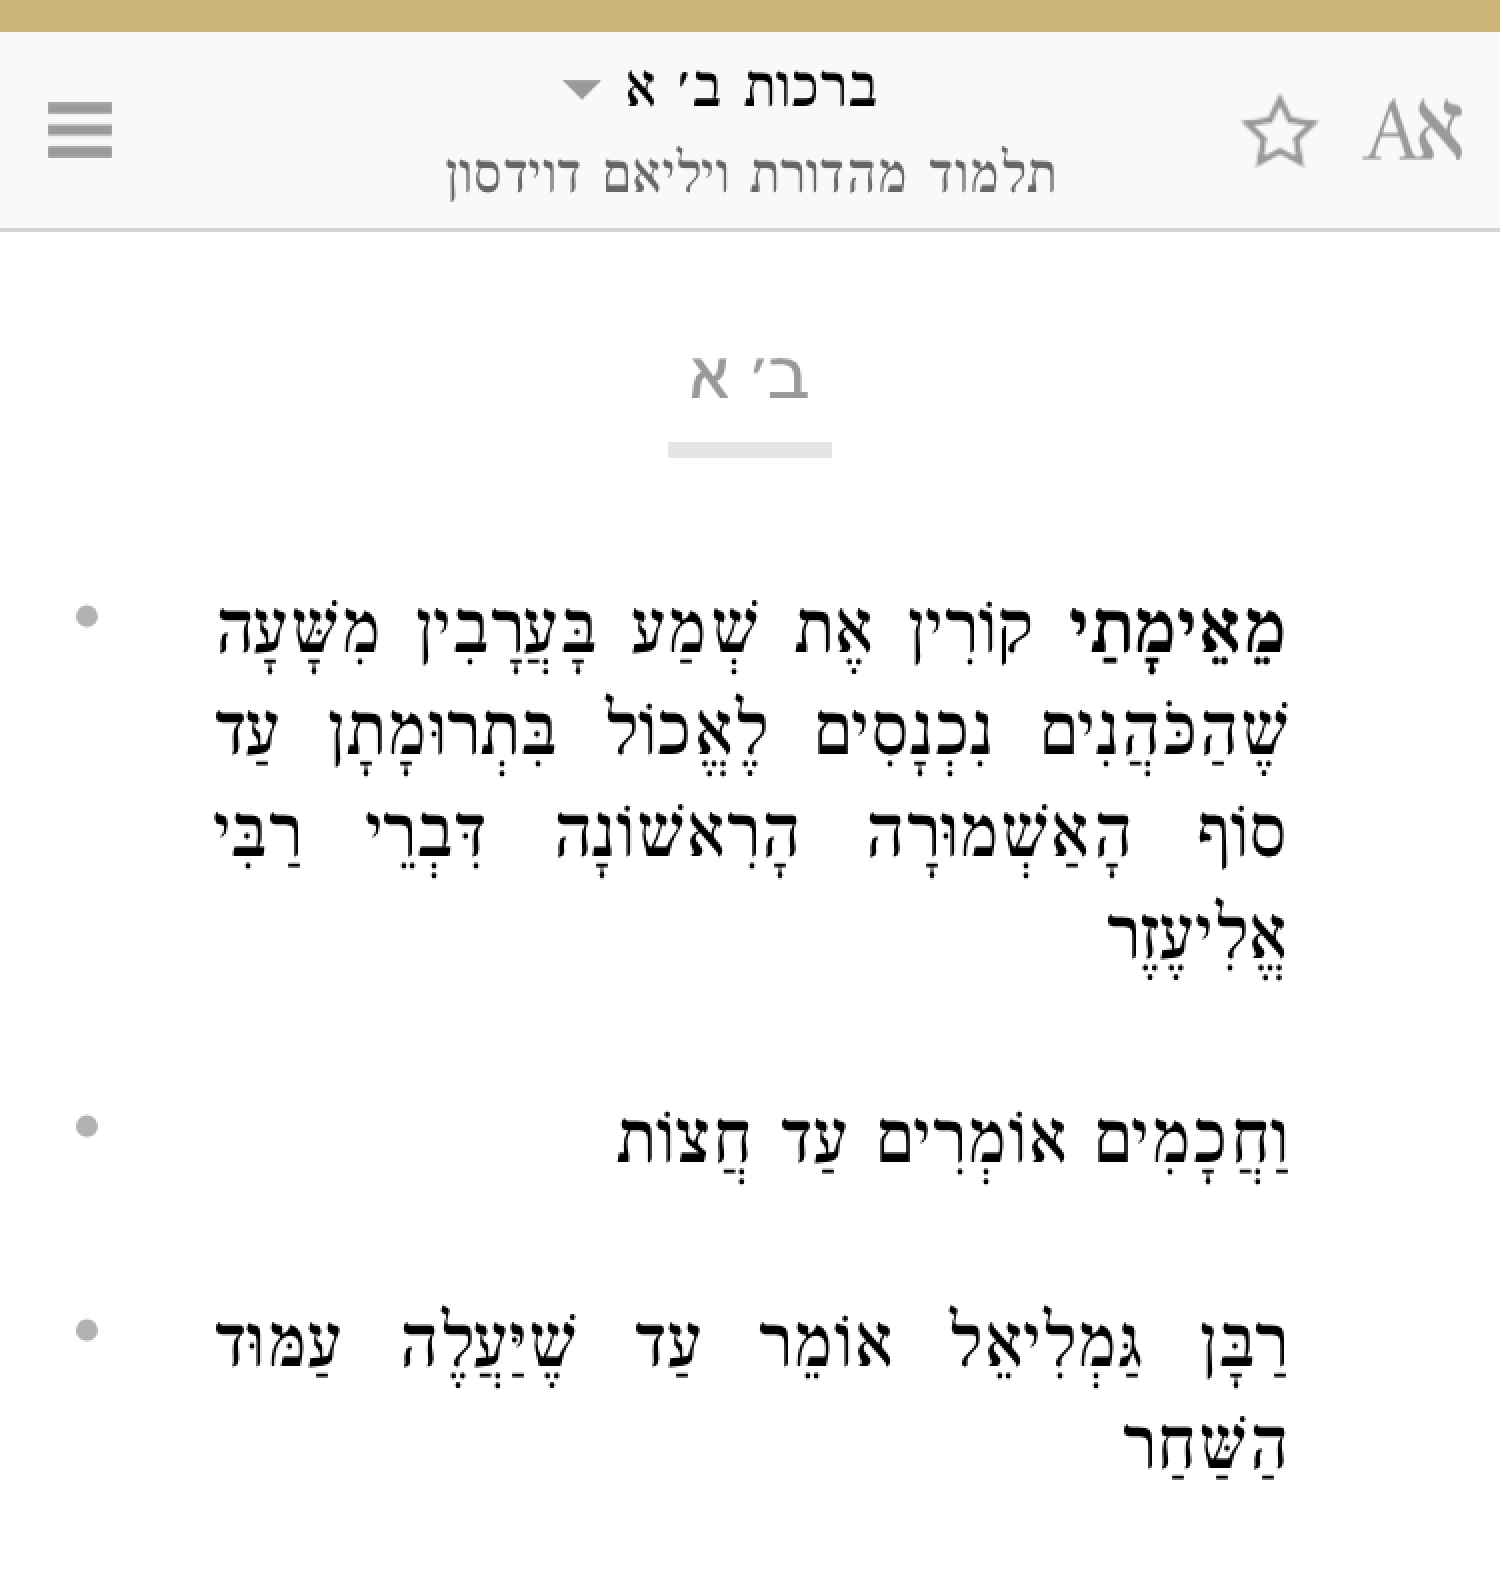 ברכות ב׳ א
תלמוד מהדורת ויליאם דוידסון
אA
ב׳ א
מֵאֵימָתַי קוֹרִין אֶת שְׁמַע בָּעֲרָבִין מִשָּׁעָה
שֶׁהַכֹּהֲנִים נִכְנָסִים לֶאֱכוֹל בִּתְרוּמָתָן עַד
סוֹף הָאַשְׁמוּרָה הָרִאשׁוֹנָה דִּבְרֵי רַבִּי
אֱלִיעֶזֶר
וַחֲכָמִים אוֹמְרִים עַד חֲצוֹת
רַבָּן גַּמְלִיאֵל אוֹמֵר עַד שֶׁיַּעֲלֶה עַמּוּד
הַשַּׁחַר